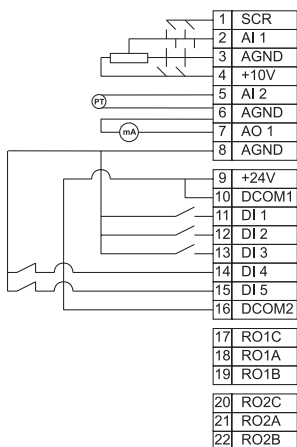 1 SCR
2 AI 1
3 AGND
4 +10V
5 AI 2
6 AGND
7 AO 1
8 AGND
PT
mA
9 +24V
10 DCOM1
11 DI 1
12 DI 2
13 DI 3
14 DI 4
15 DI 5
16 DCOM2
17 RO1C
18 RO1A
19 RO1B
20 RO2C
21 RO2A
22 RO2B